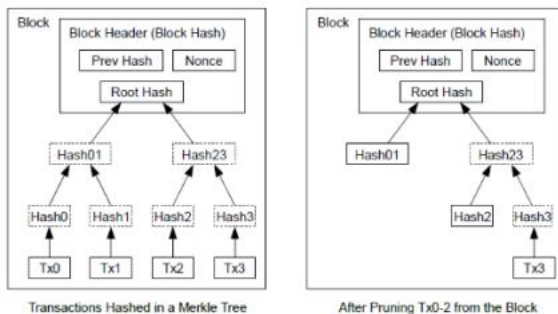 Block
Block Header (Block Hash)
Prev Hash
Nonce
Root Hash
Hash01
Hash23
Hash0
Hash1
Hash2
Hash3
Tx0
Tx1
Tx2
Tx3
Transactions Hashed in a Merkle Tree
Block
Block Header (Block Hash)
Prev Hash
Nonce
Root Hash
Hash01
Hash23
Hash2
Hash3
Tx3
After Pruning Tx0-2 from the Block